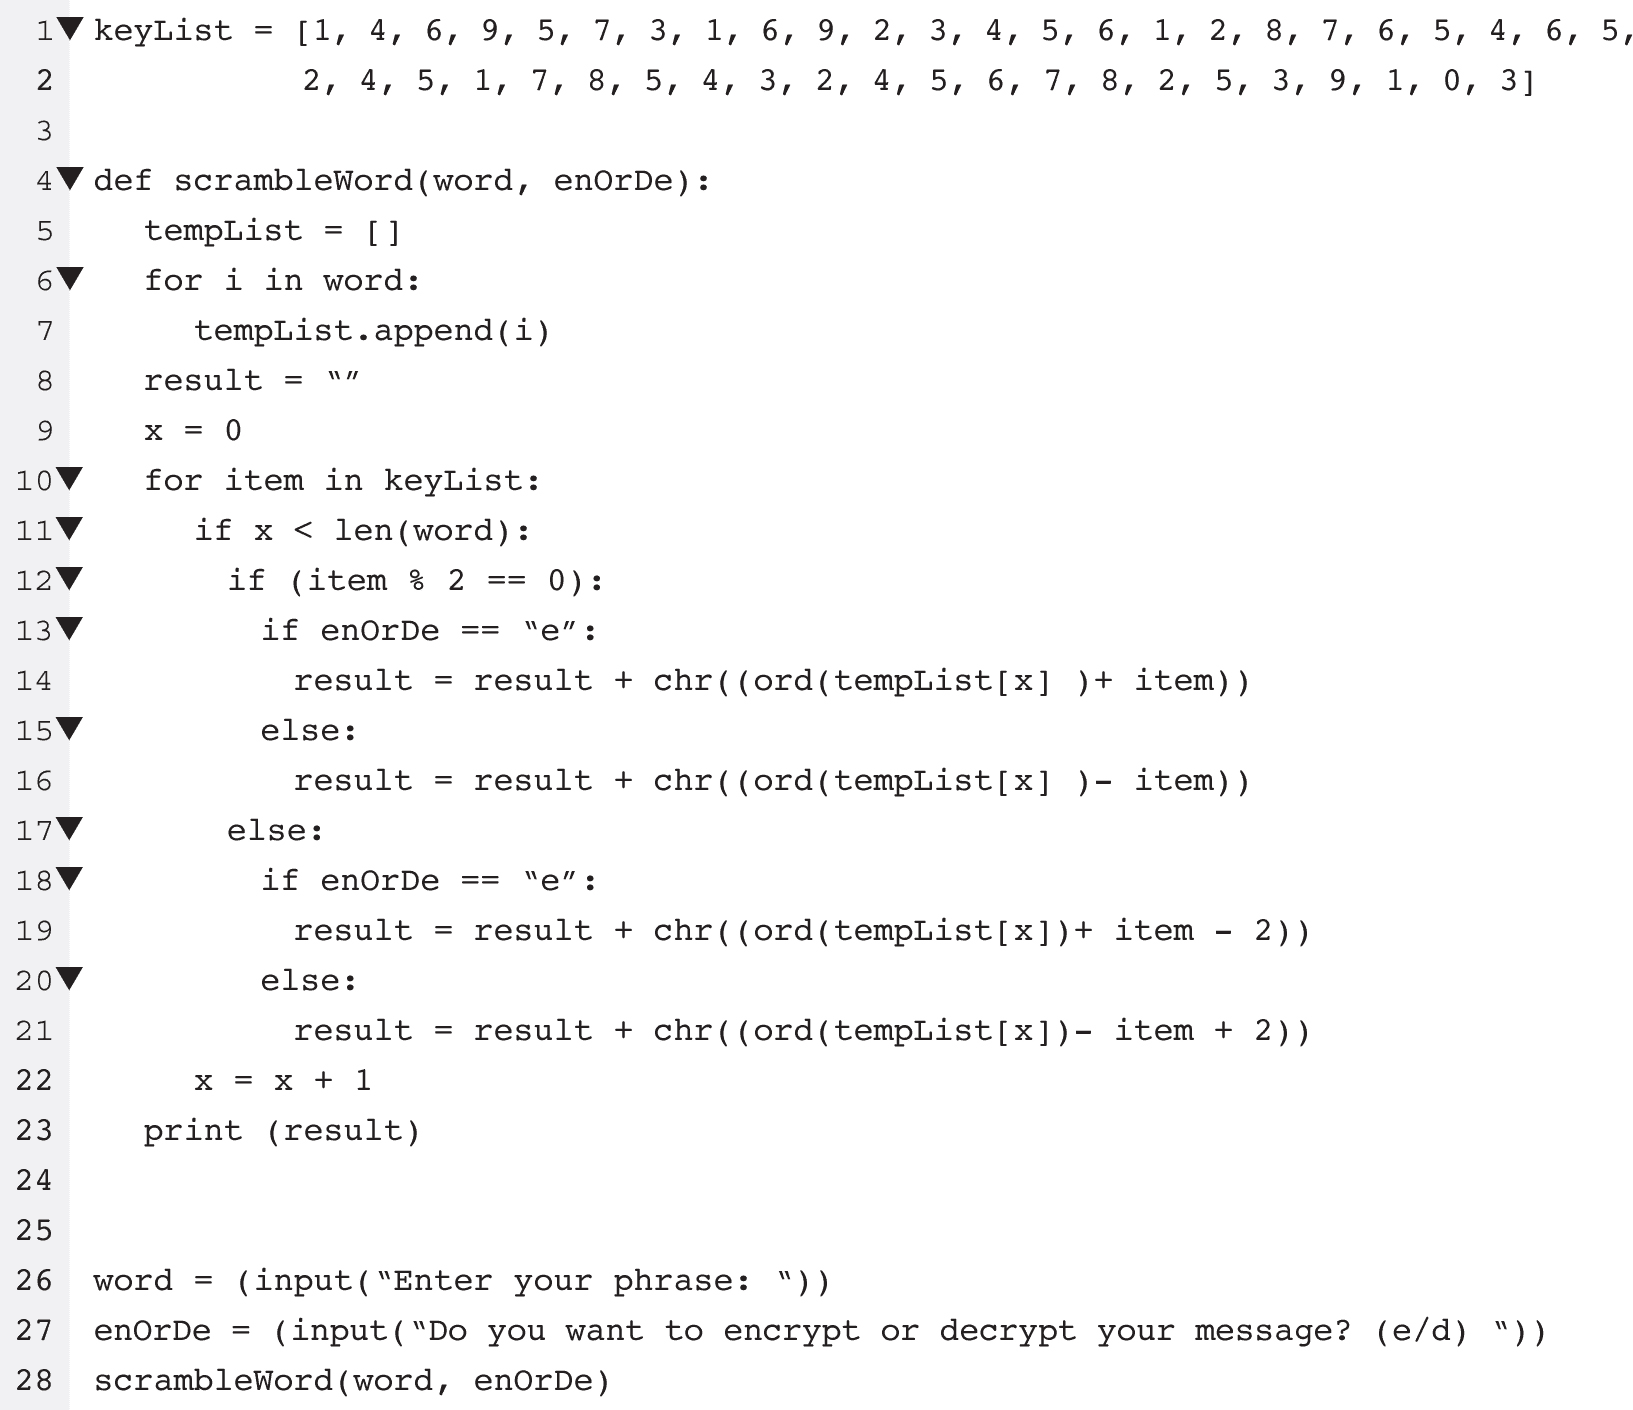 1 keyList = [1, 4, 6, 9, 5, 7, 3, 1, 6, 9, 2, 3, 4, 5, 6, 1, 2, 8, 7, 6, 5, 4, 6, 5,
2 2, 4, 5, 1, 7, 8, 5, 4, 3, 2, 4, 5, 6, 7, 8, 2, 5, 3, 9, 1, 0, 3]
3
4 def scrambleWord(word, enOrDe):
5 tempList = []
6 for i in word:
7 tempList.append(i)
8 result = “”
9 x = 0
10 for item in keyList:
11 if x < len(word):
12 if (item % 2 == 0):
13 if enOrDe == “e”:
14 result = result + chr((ord(tempList[x] )+ item))
15 else:
16 result = result + chr((ord(tempList[x] )- item))
17 else:
18 if enOrDe == “e”:
19 result = result + chr((ord(tempList[x])+ item - 2))
20 else:
21 result = result + chr((ord(tempList[x])- item + 2))
22 x = x + 1
23 print (result)
24
25
26 word = (input(“Enter your phrase: “))
27 enOrDe = (input(“Do you want to encrypt or decrypt your message? (e/d) “))
28 scrambleWord(word, enOrDe)